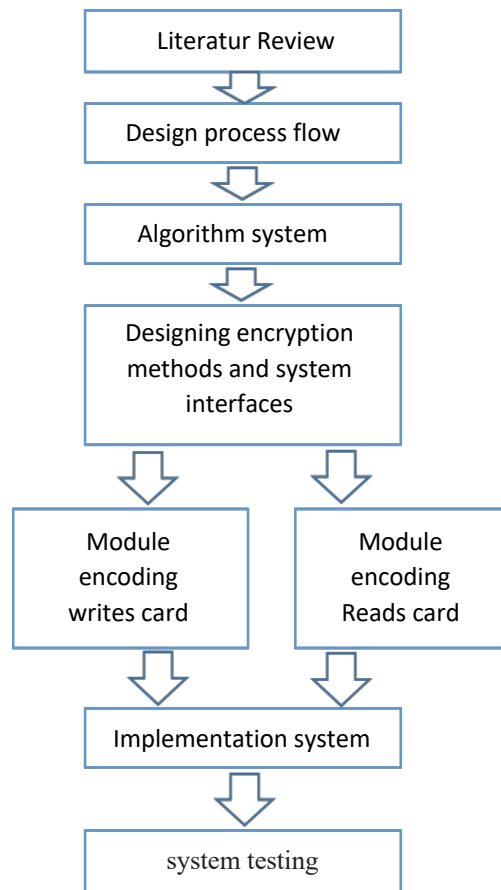 Literatur Review
Design process flow
Algorithm system
Designing encryption
methods and system
interfaces
Module
encoding
writes card
Module
encoding
Reads card
Implementation system
system testing